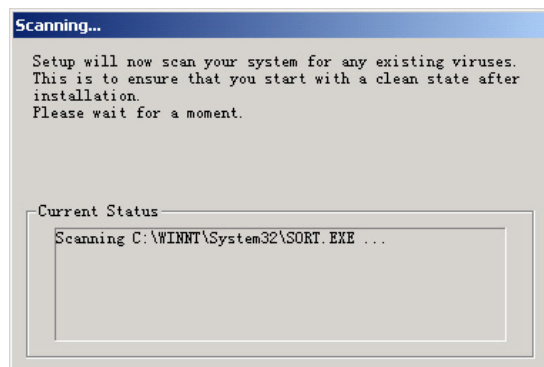 Scanning...
Setup will now scan your system for any existing viruses.
This is to ensure that you start with a clean state after
installation.
Please wait for a moment.
Current Status
Scanning C:\WINNT\System32\SORT.EXE ...